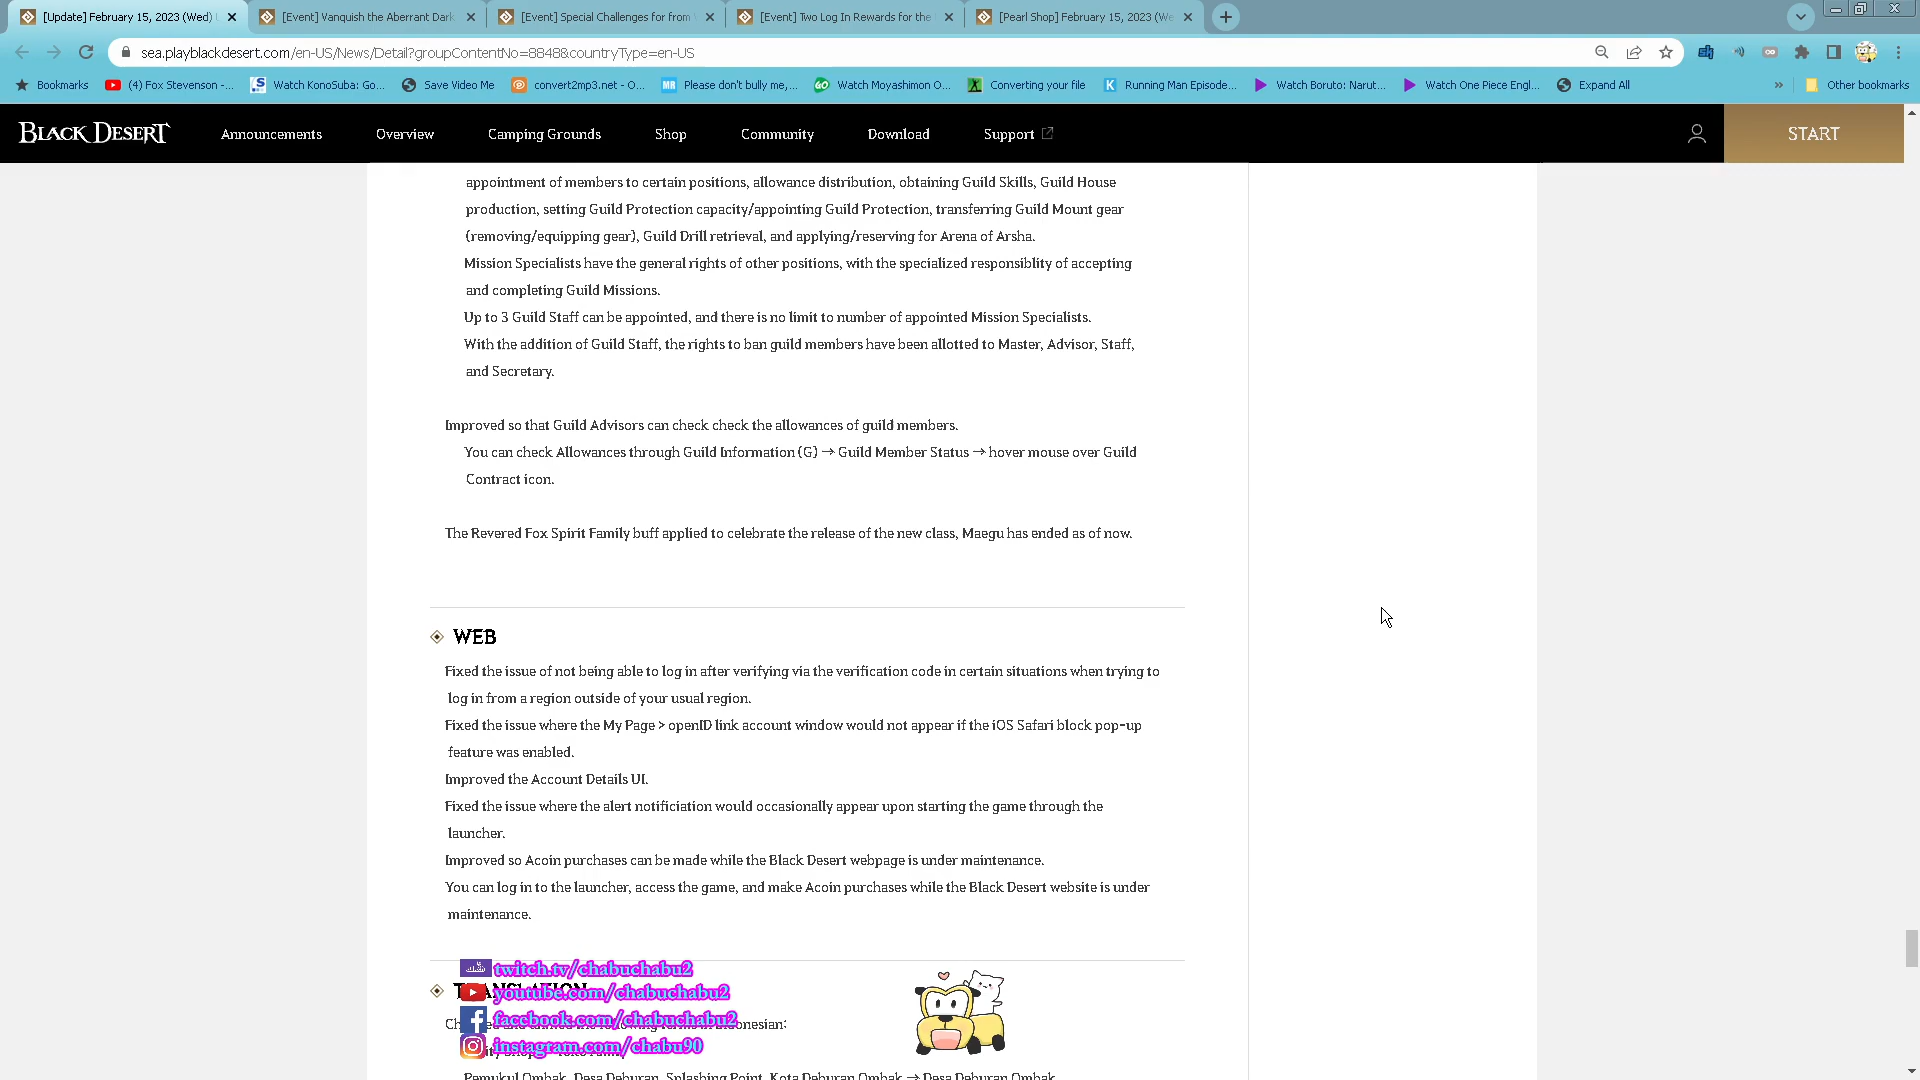 [Update] February 15, 2023 (Wed)
[Event] Vanquish the Aberrant Dark
[Event] Special Challenges for from
[Event] Two Log In Rewards for the
[Pearl Shop] February 15, 2023 (We
sea.playblackdesert.com/en-US/News/Detail?groupContentNo=8848&countryType=en-US
Bookmarks
(4) Fox Stevenson -...
Watch KonoSuba: Go...
Save Video Me
convert2mp3.net - O...
Please don't bully me,...
Watch Moyashimon O...
Converting your file
Running Man Episode...
Watch Boruto: Narut...
Watch One Piece Engl...
Expand All
»
Other bookmarks
BLACK DESERT
Announcements
Overview
Camping Grounds
Shop
Community
Download
Support
START
appointment of members to certain positions, allowance distribution, obtaining Guild Skills, Guild House
production, setting Guild Protection capacity/appointing Guild Protection, transferring Guild Mount gear
(removing/equipping gear), Guild Drill retrieval, and applying/reserving for Arena of Arsha.
Mission Specialists have the general rights of other positions, with the specialized responsiblity of accepting
and completing Guild Missions.
Up to 3 Guild Staff can be appointed, and there is no limit to number of appointed Mission Specialists.
With the addition of Guild Staff, the rights to ban guild members have been allotted to Master, Advisor, Staff,
and Secretary.
Improved so that Guild Advisors can check check the allowances of guild members.
You can check Allowances through Guild Information (G) → Guild Member Status → hover mouse over Guild
Contract icon.
The Revered Fox Spirit Family buff applied to celebrate the release of the new class, Maegu has ended as of now.
WEB
Fixed the issue of not being able to log in after verifying via the verification code in certain situations when trying to
log in from a region outside of your usual region.
Fixed the issue where the My Page > openID link account window would not appear if the iOS Safari block pop-up
feature was enabled.
Improved the Account Details UI.
Fixed the issue where the alert notificiation would occasionally appear upon starting the game through the
launcher.
Improved so Acoin purchases can be made while the Black Desert webpage is under maintenance.
You can log in to the launcher, access the game, and make Acoin purchases while the Black Desert website is under
maintenance.
twitch.tv/chabuchabu2
TRANSLATION
youtube.com/chabuchabu2
facebook.com/chabuchabu2
instagram.com/chabu90
Pemukul Ombak, Desa Deburan, Splashing Point, Kota Deburan Ombak → Desa Deburan Ombak